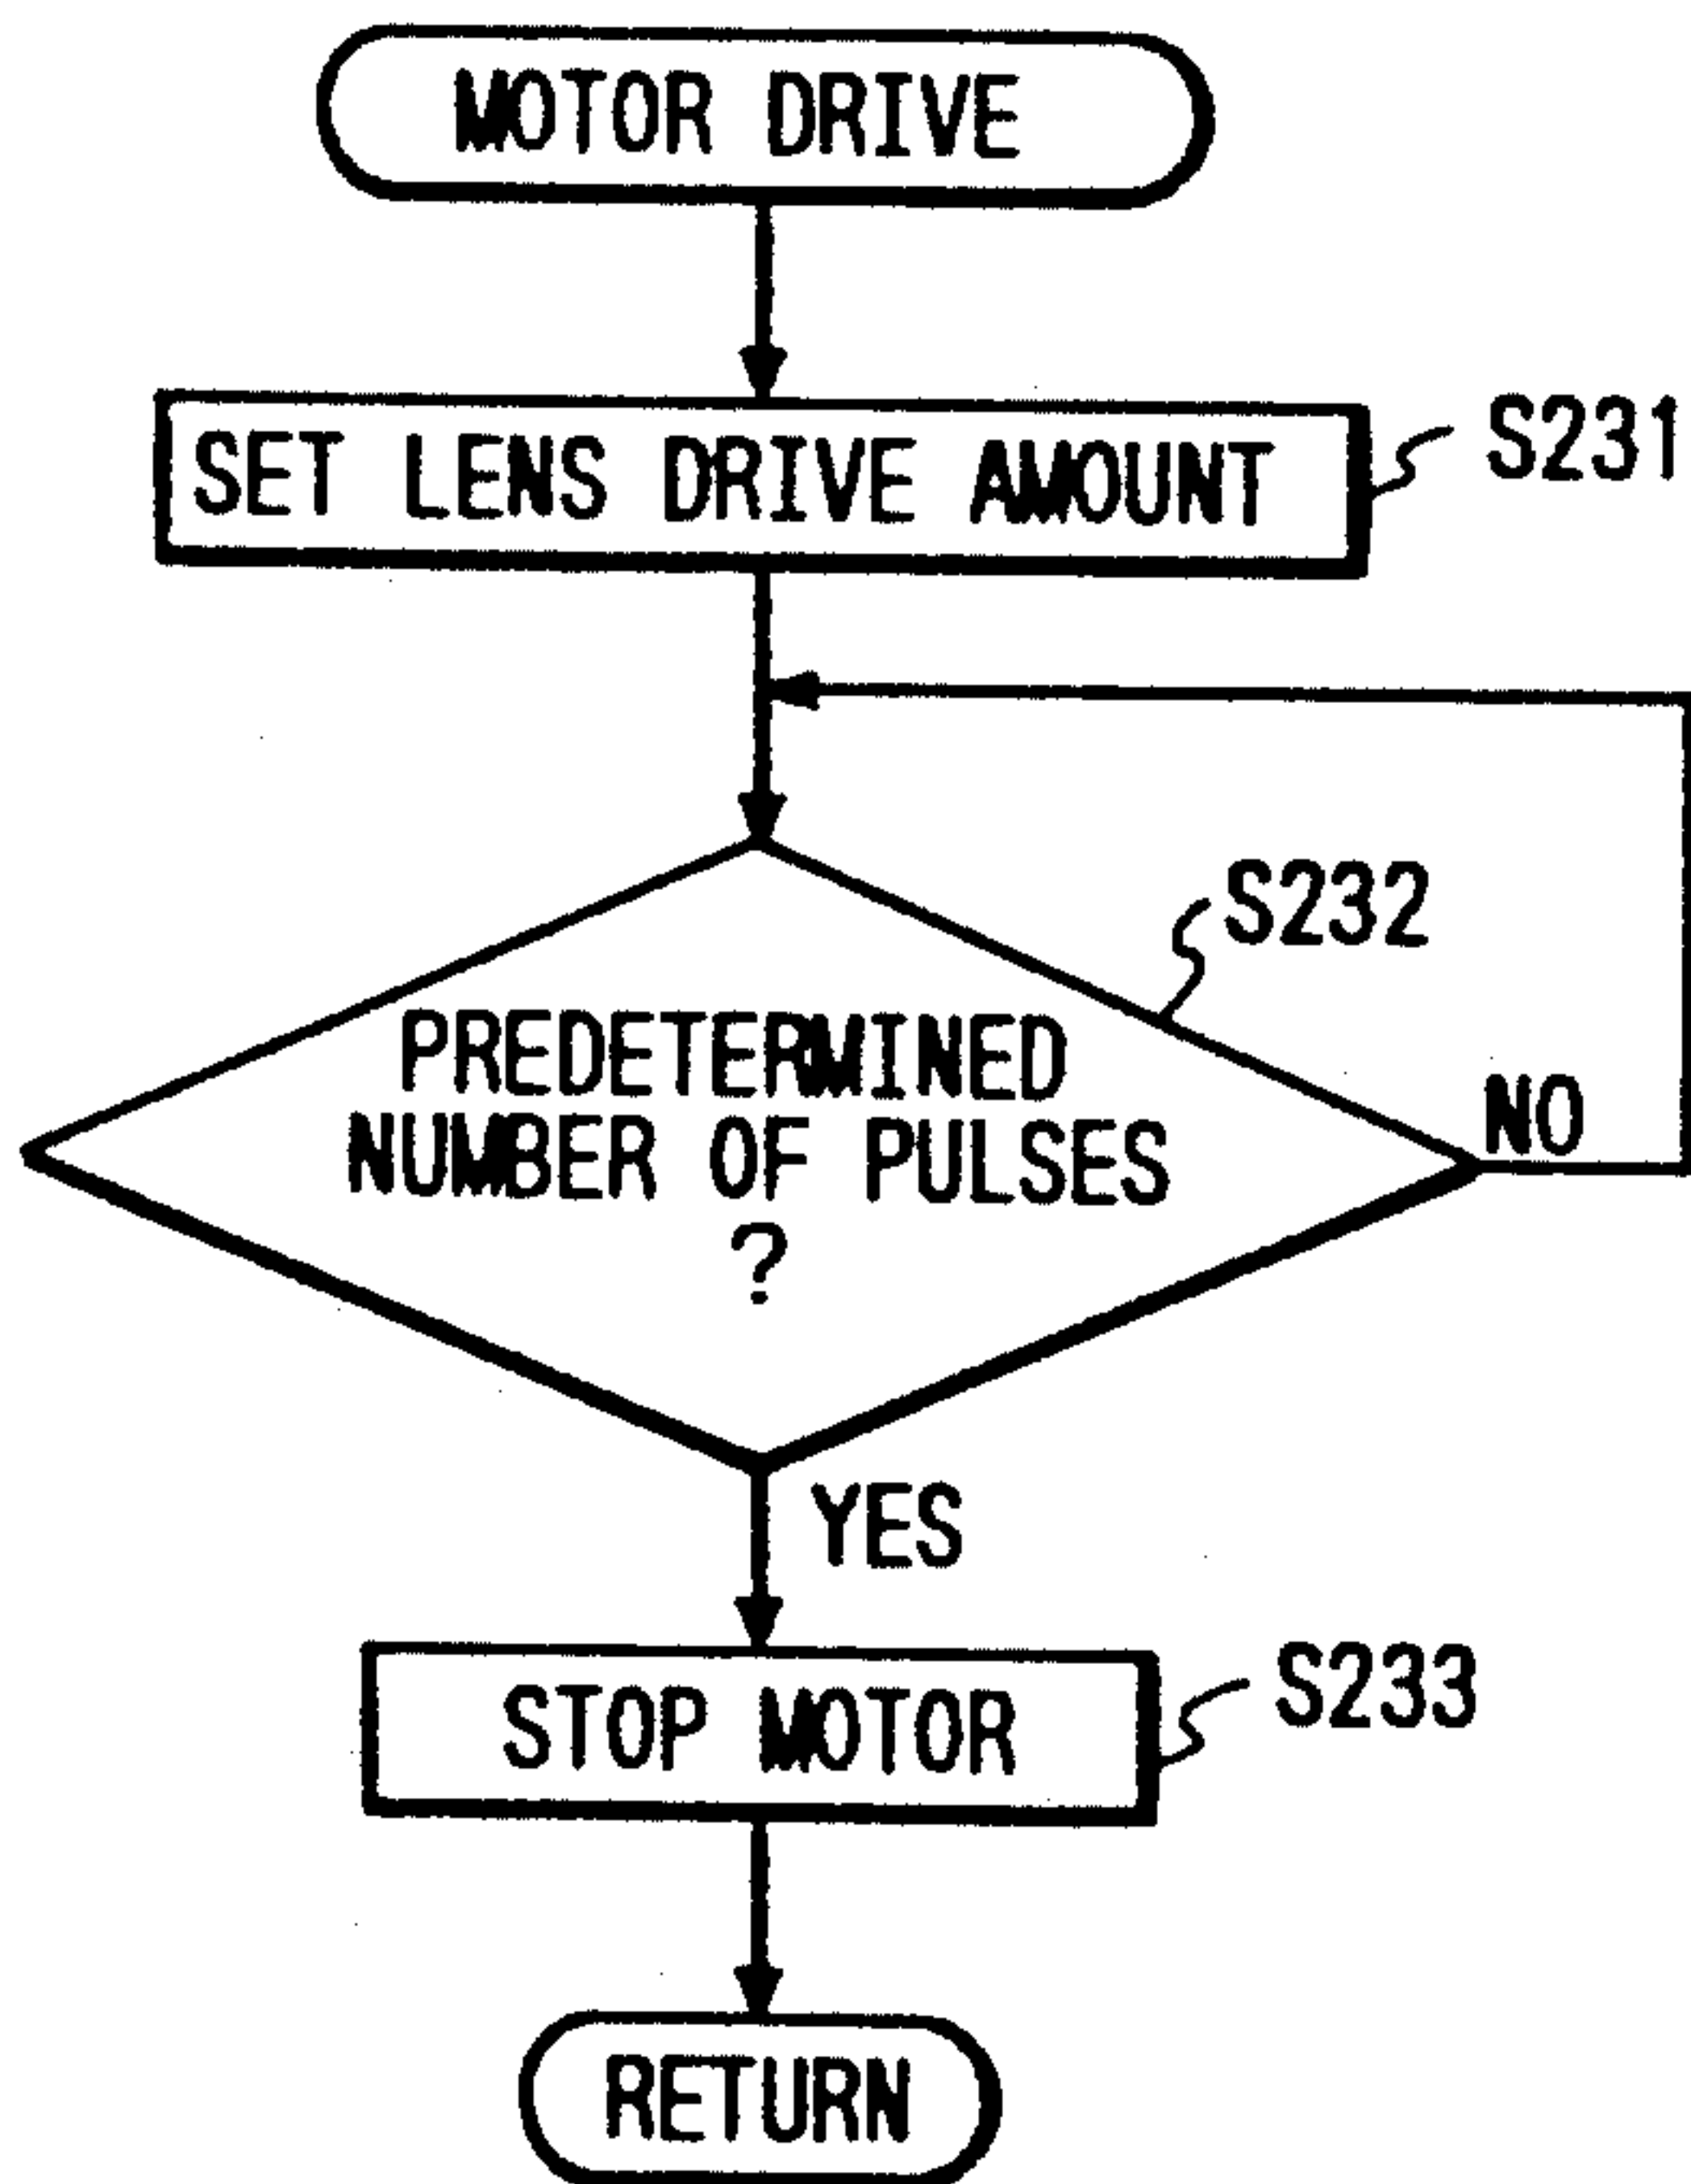 MOTOR DRIVE
SET LENS DRIVE AMOUNT
S231
S232
PREDETERMINED
NUMBER OF PULSES
?
NO
YES
STOP MOTOR
S233
RETURN